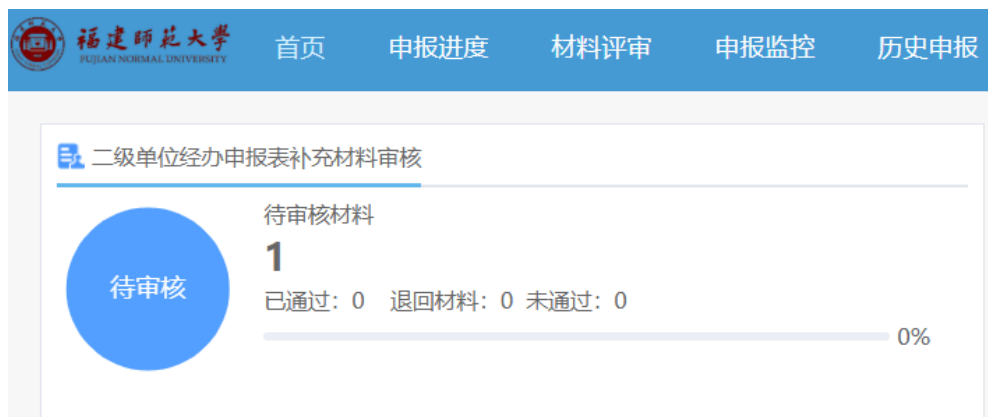 福建师范大学 首页 申报进度 材料评审 申报监控 历史申报
FUJIAN NORMAL UNIVERSITY
二级单位经办申报表补充材料审核
待审核材料
1
待审核
已通过：0 退回材料：0 未通过：0
0%